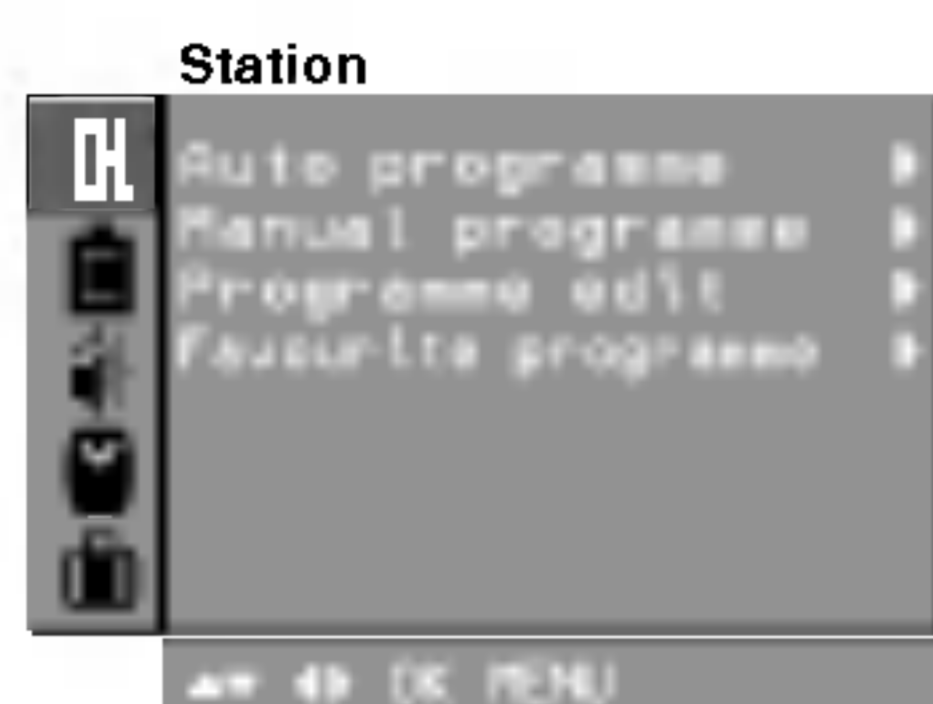 Station
CH
Auto programme
Manual programme
Programme edit
Favourite programme
OK MENU